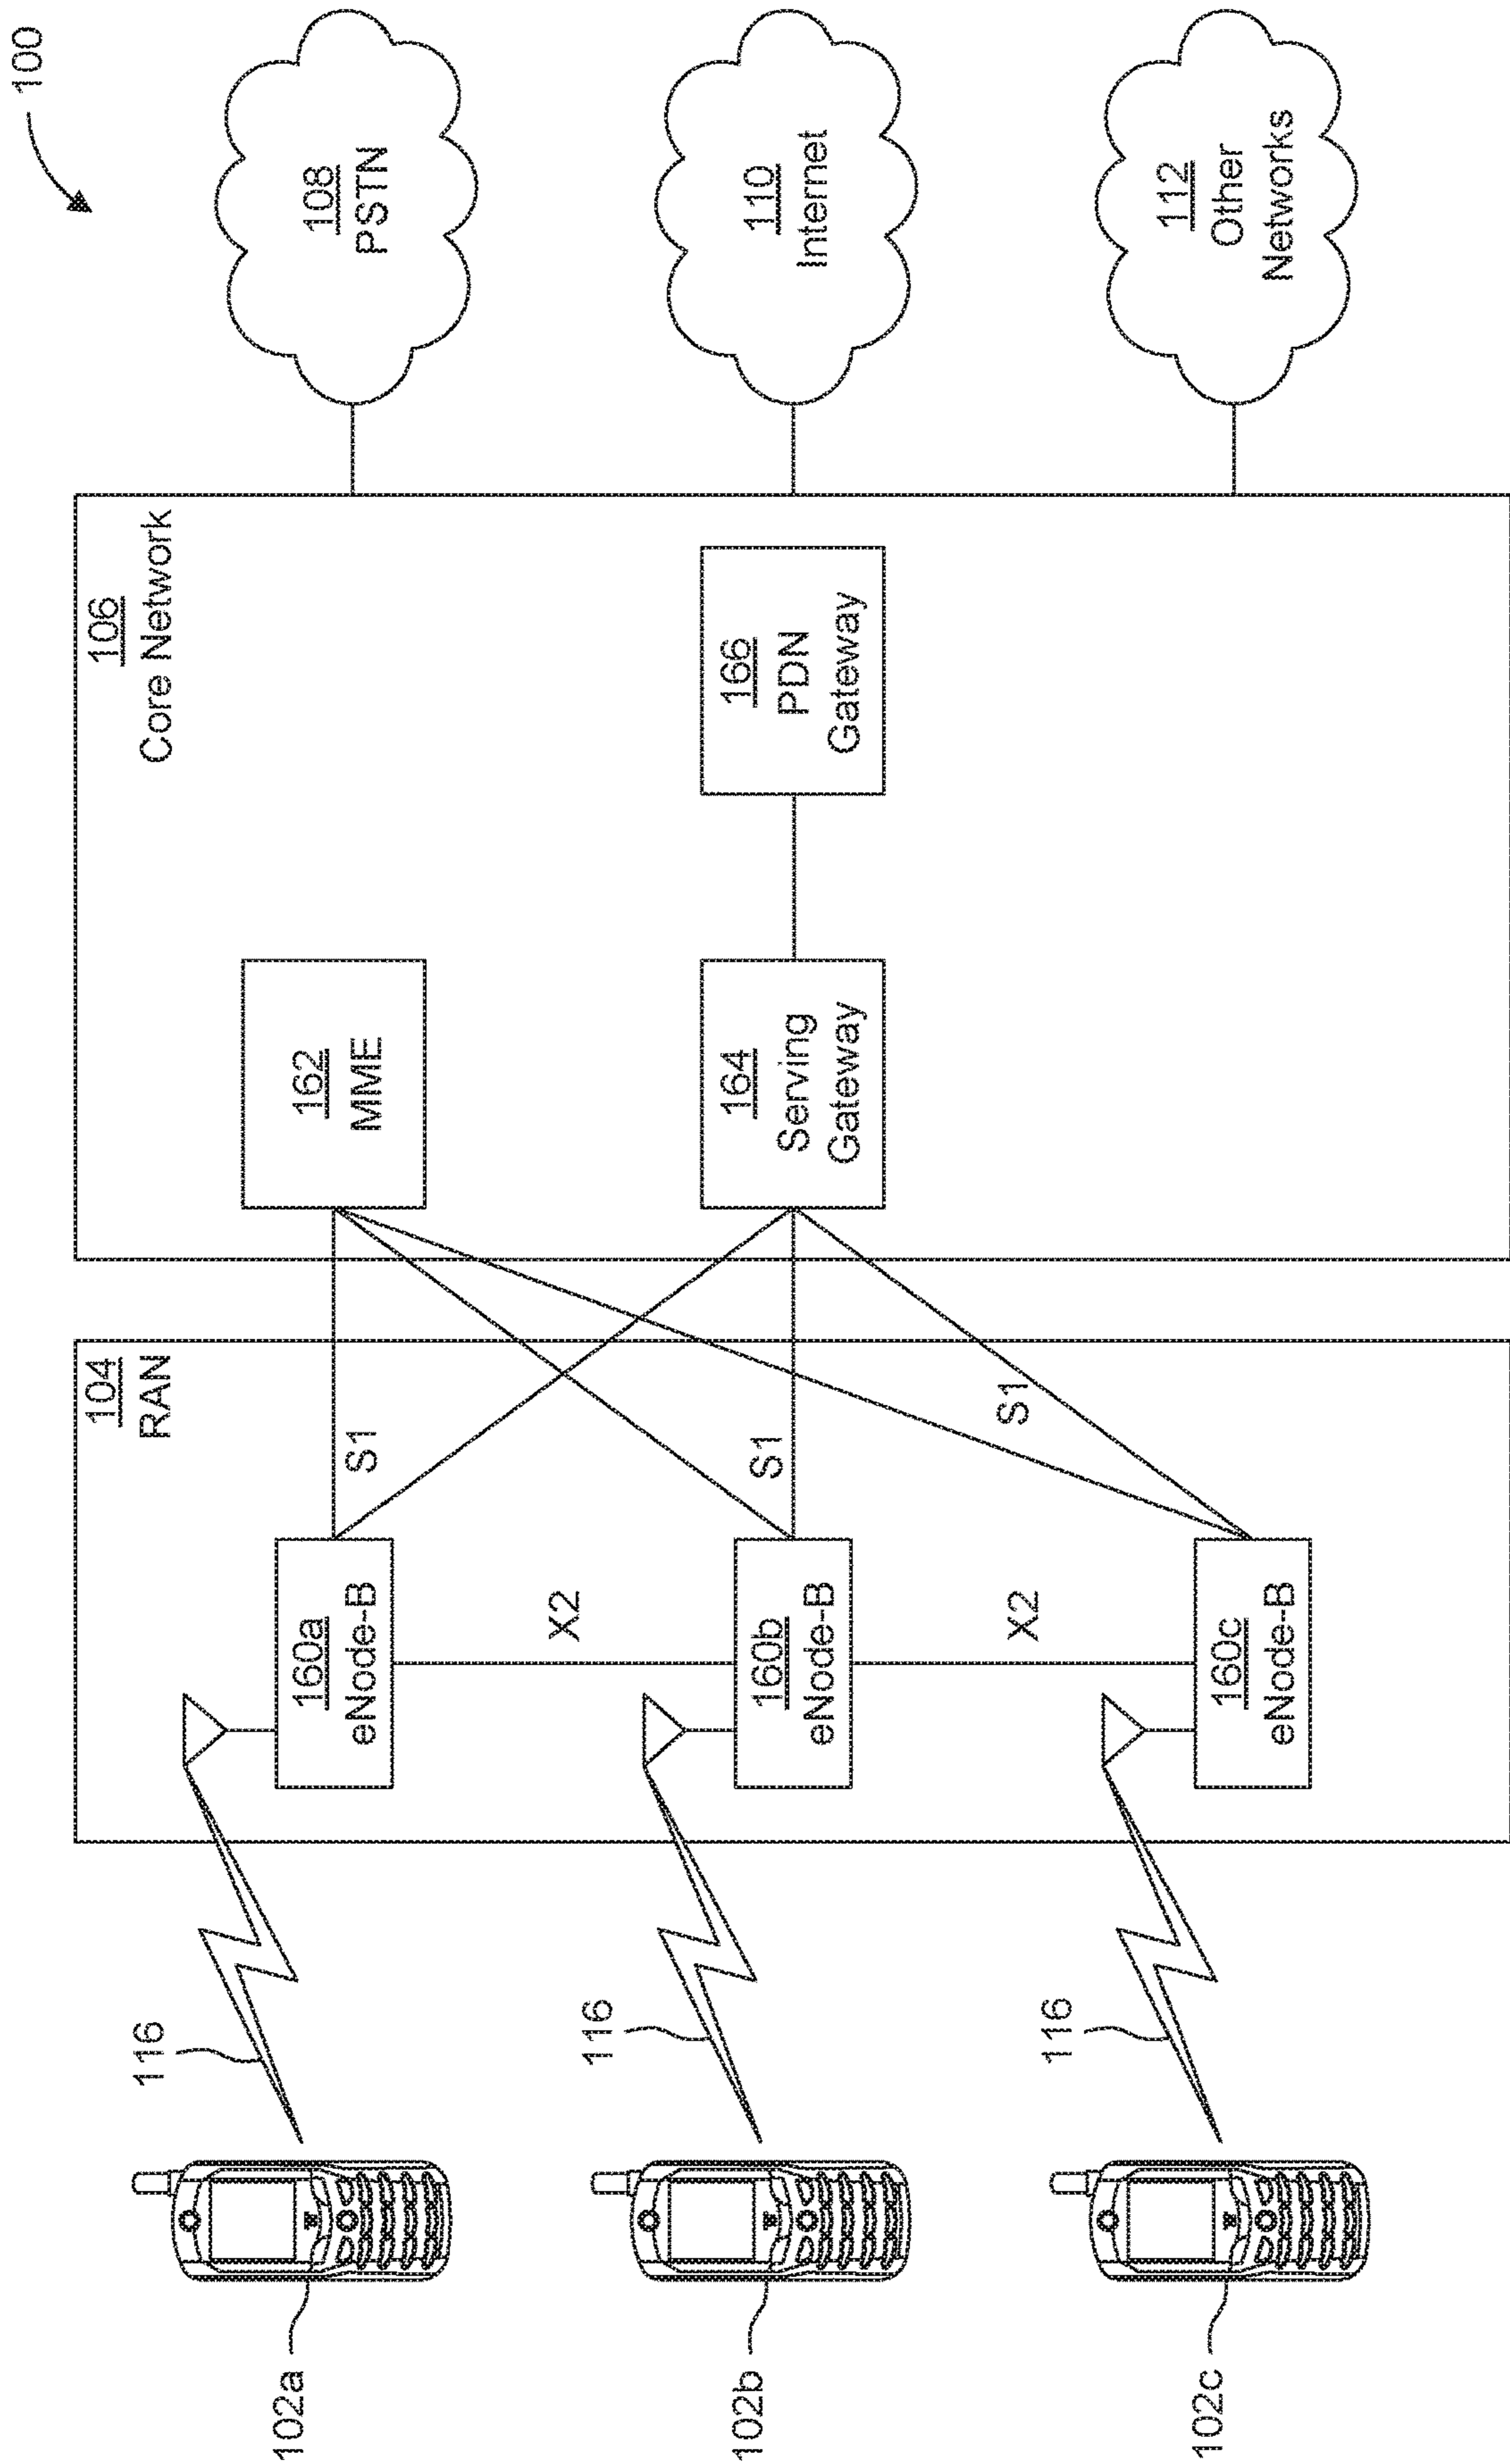 100
102a
116
104
RAN
160a
eNode-B
S1
106
Core Network
162
MME
108
PSTN
X2
102b
116
160b
eNode-B
S1
164
Serving
Gateway
166
PDN
Gateway
110
Internet
X2
S1
102c
116
160c
eNode-B
112
Other
Networks